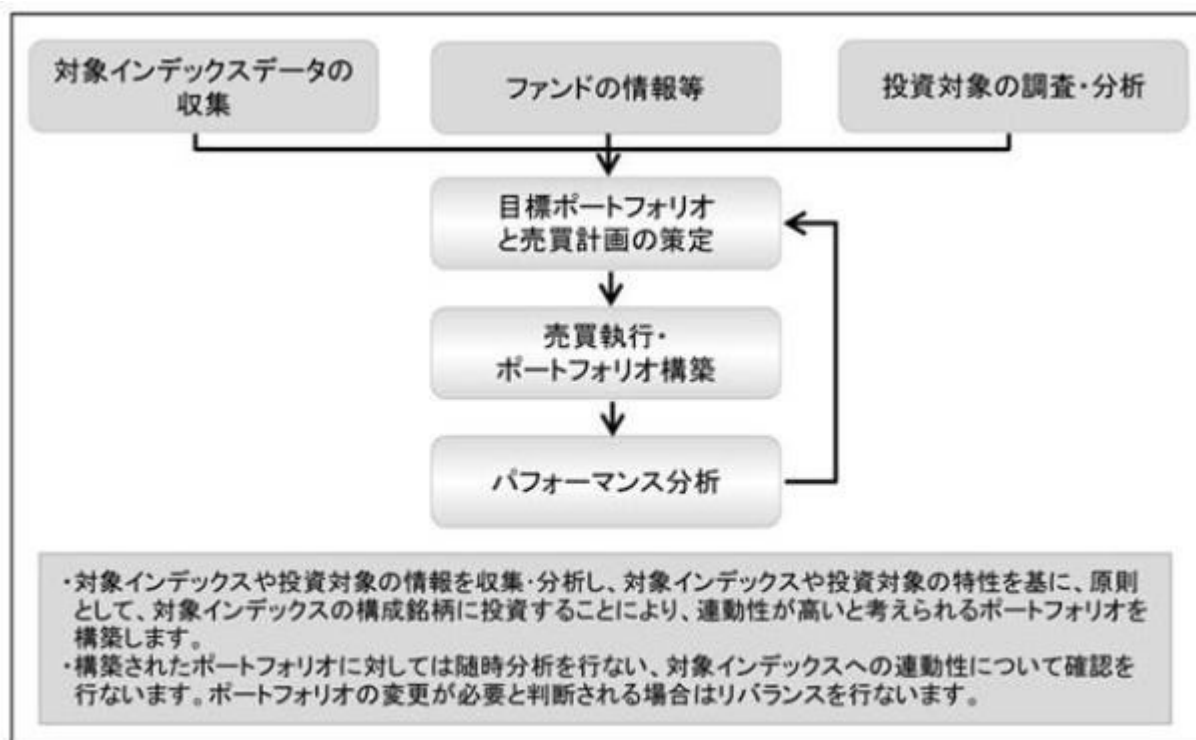 対象インデックスデータの
収集
ファンドの情報等
投資対象の調査・分析
目標ポートフォリオ
と売買計画の策定
売買執行・
ポートフォリオ構築
パフォーマンス分析
・対象インデックスや投資対象の情報を収集・分析し、対象インデックスや投資対象の特性を基に、原則
として、対象インデックスの構成銘柄に投資することにより、連動性が高いと考えられるポートフォリオを
構築します。
・構築されたポートフォリオに対しては随時分析を行ない、対象インデックスへの連動性について確認を
行ないます。ポートフォリオの変更が必要と判断される場合はリバランスを行ないます。